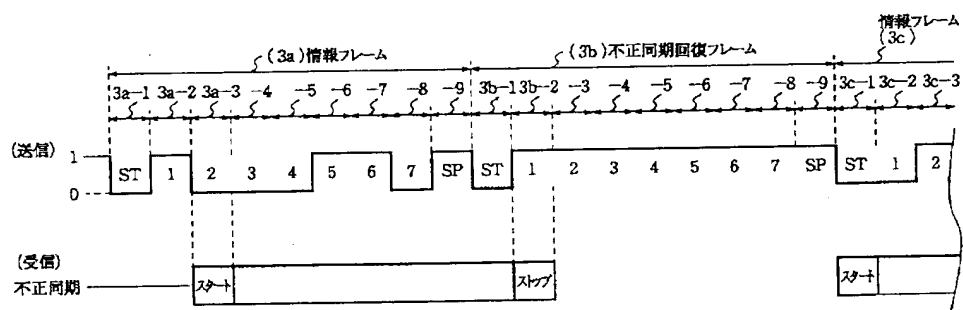 情報フレーム
(3a)情報フレーム (3b)不正同期回復フレーム (3c)
3a-1 3a-2 3a-3 -4 -5 -6 -7 -8 -9 3b-1 3b-2 -3 -4 -5 -6 -7 -8 -9 3c-1 3c-2 3c-3
(送信) 1
ST 1 2 3 4 5 6 7 SP ST 1 2 3 4 5 6 7 SP ST 1 2
0
(受信)
不正同期 スタート ストップ スタート